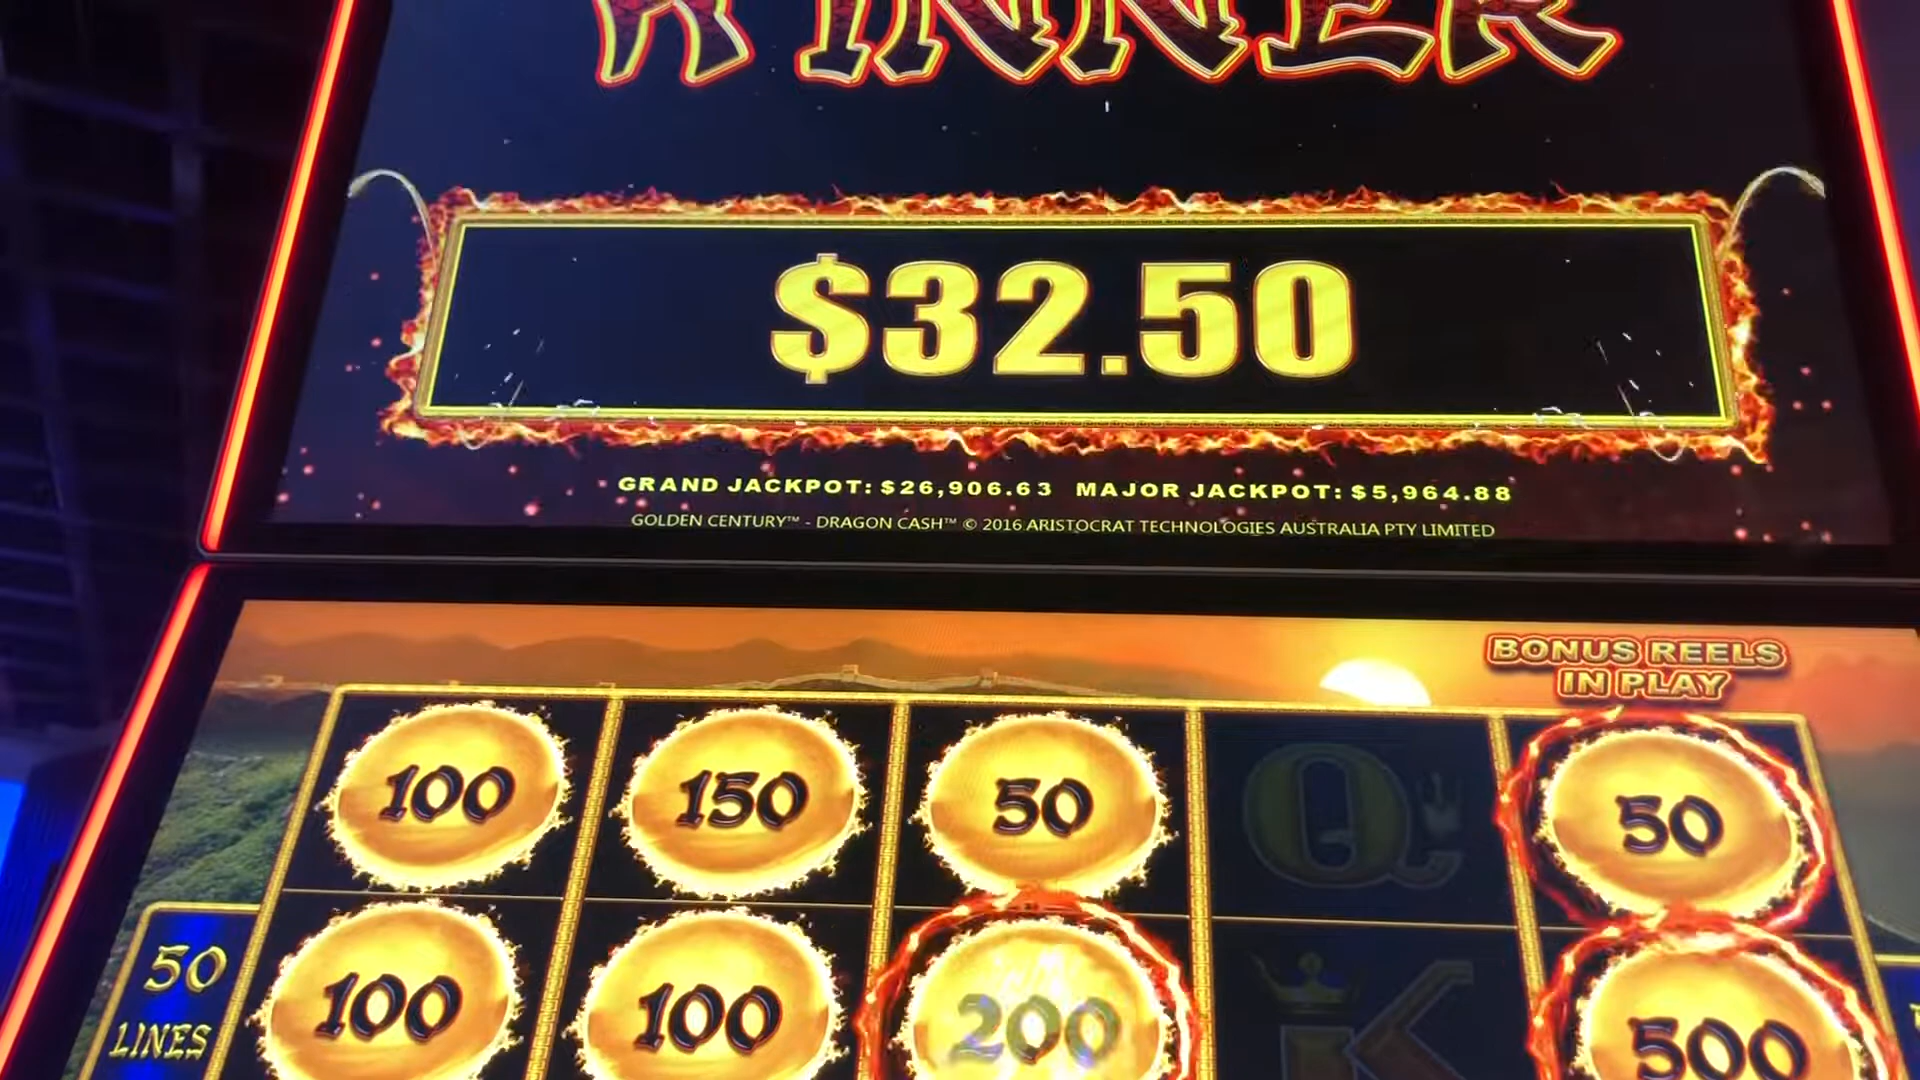 WINNER
$32.50
GRAND JACKPOT: $26,906.63 MAJOR JACKPOT: $5,964.88
GOLDEN CENTURY™ - DRAGON CASH™ © 2016 ARISTOCRAT TECHNOLOGIES AUSTRALIA PTY LIMITED
BONUS REELS
IN PLAY
100 150 50 Q 50
50
LINES
100 100 200 K 500